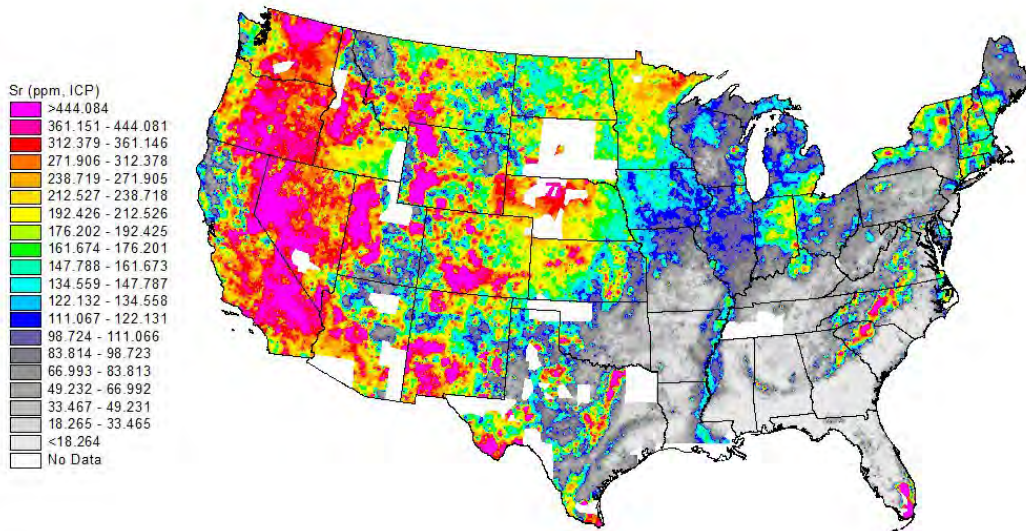 Sr (ppm, ICP)
>444.084
361.151 - 444.081
312.379 - 361.146
271.906 - 312.378
238.719 - 271.905
212.527 - 238.718
192.426 - 212.526
176.202 - 192.425
161.674 - 176.201
147.788 - 161.673
134.559 - 147.787
122.132 - 134.558
111.067 - 122.131
98.724 - 111.066
83.814 - 98.723
66.993 - 83.813
49.232 - 66.992
33.467 - 49.231
18.265 - 33.465
<18.264
No Data